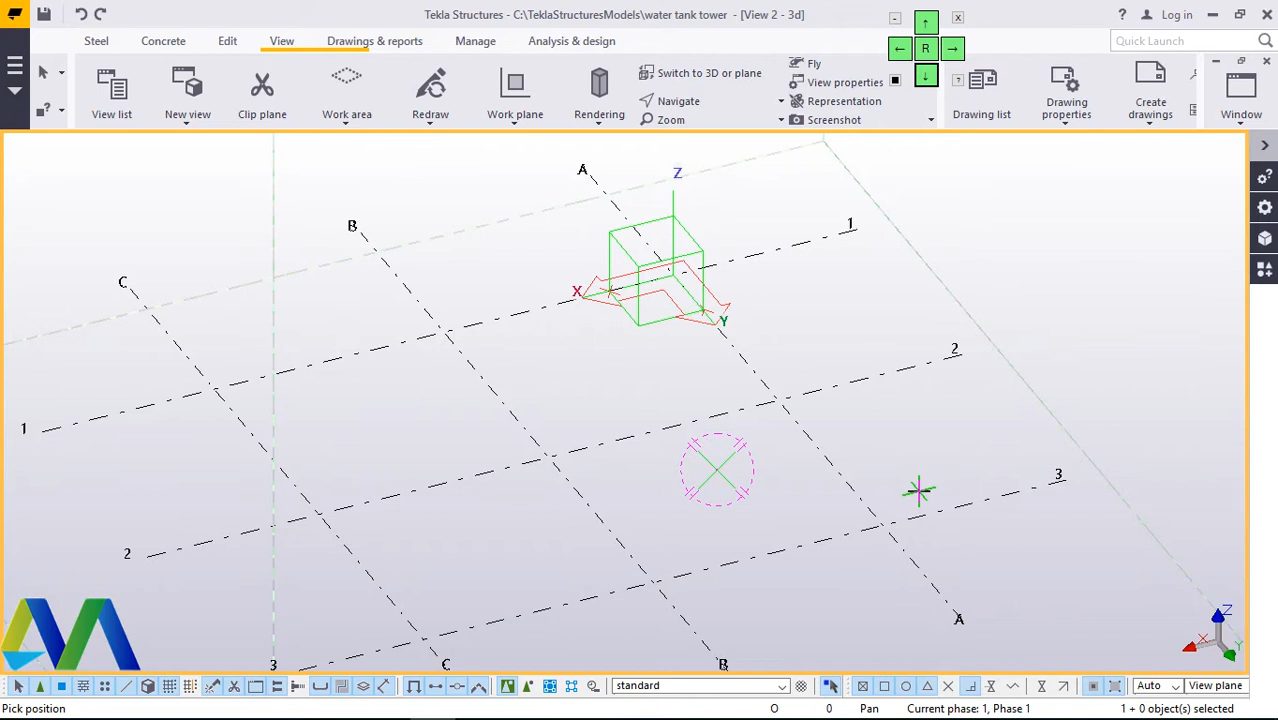 Tekla Structures - C:\TeklaStructuresModels\water tank tower - [View 2 - 3d]
? Log in
Steel Concrete Edit View Drawings & reports Manage Analysis & design
- x
R
?
Quick Launch
View list
New view
Clip plane
Work area
Redraw
Work plane
Rendering
Switch to 3D or plane
Navigate
Zoom
Fly
View properties
Representation
Screenshot
Drawing list
Drawing properties
Create drawings
Window
A
Z
B
1
C
X
Y
2
1
3
2
A
3
C
B
Z
X
Y
standard
Auto
View plane
Pick position
O 0 Pan Current phase: 1, Phase 1 1 + 0 object(s) selected